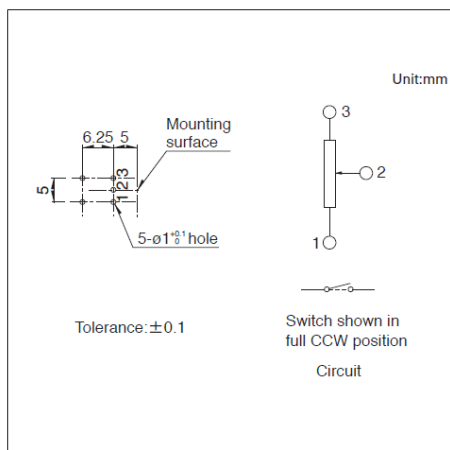 Unit:mm
6.25 5
Mounting
surface
5
1 2 3
5-ø1 +0.1 0 hole
Tolerance:±0.1
3
2
1
Switch shown in
full CCW position
Circuit